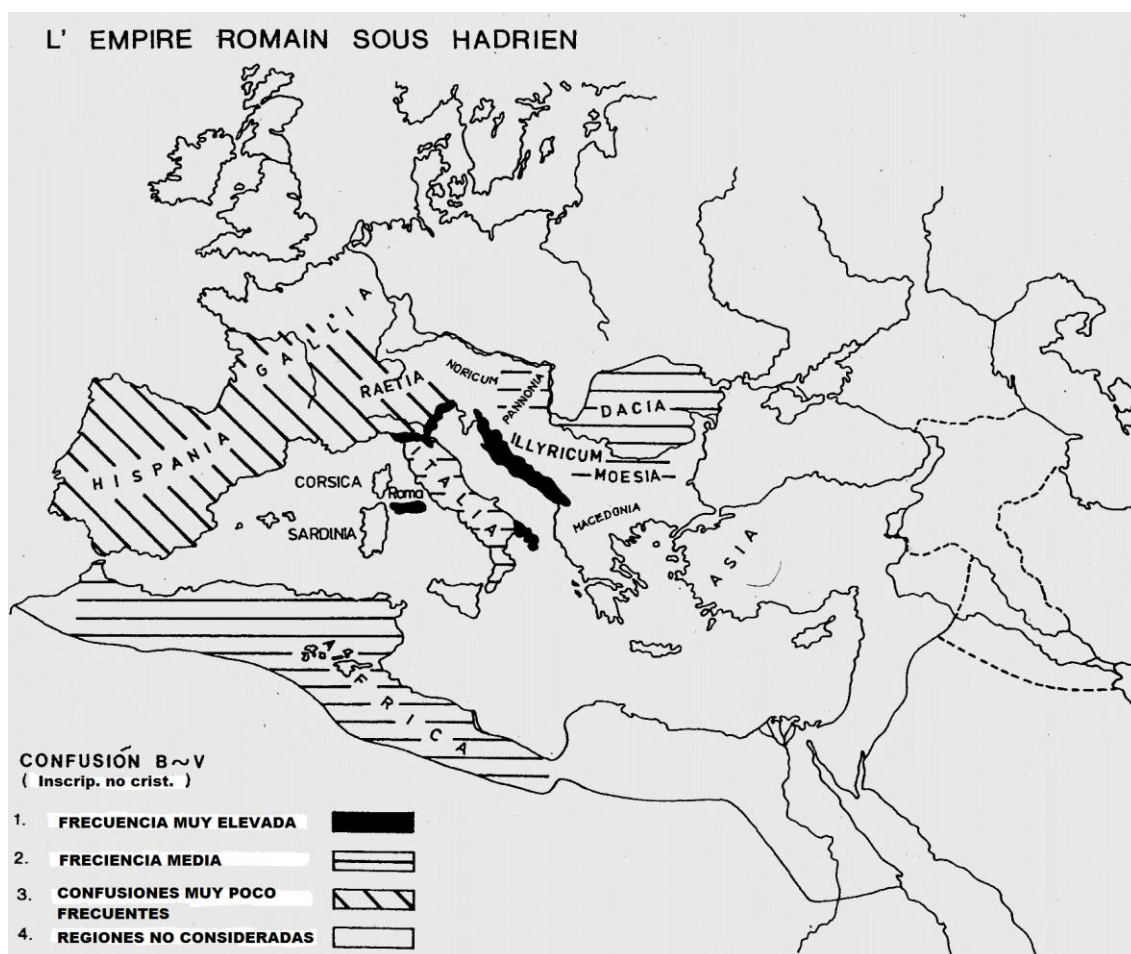 L' EMPIRE ROMAIN SOUS HADRIEN
GALLIA
RAETIA
NORICUM
PANNONIA
DACIA
HISPANIA
ILLYRICUM
MOESIA
ITALIA
CORSICA
Roma
SARDINIA
MACEDONIA
ASIA
AFRICA
CONFUSIÓN B~V
( Inscrip. no crist. )
1. FRECUENCIA MUY ELEVADA
2. FRECIENCIA MEDIA
3. CONFUSIONES MUY POCO
FRECUENTES
4. REGIONES NO CONSIDERADAS